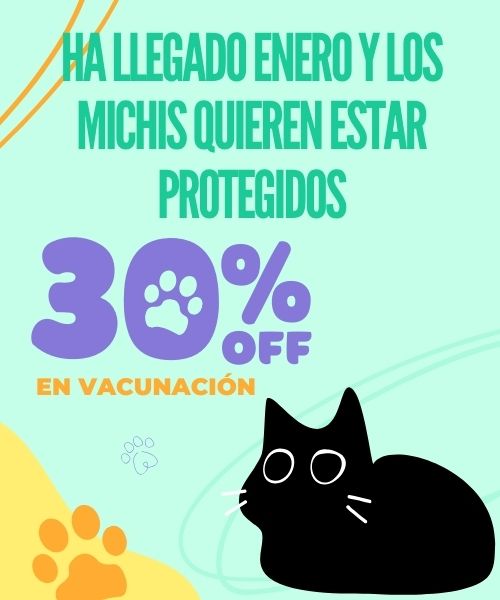 HA LLEGADO ENERO Y LOS
MICHIS QUIEREN ESTAR
PROTEGIDOS
30%
OFF
EN VACUNACIÓN